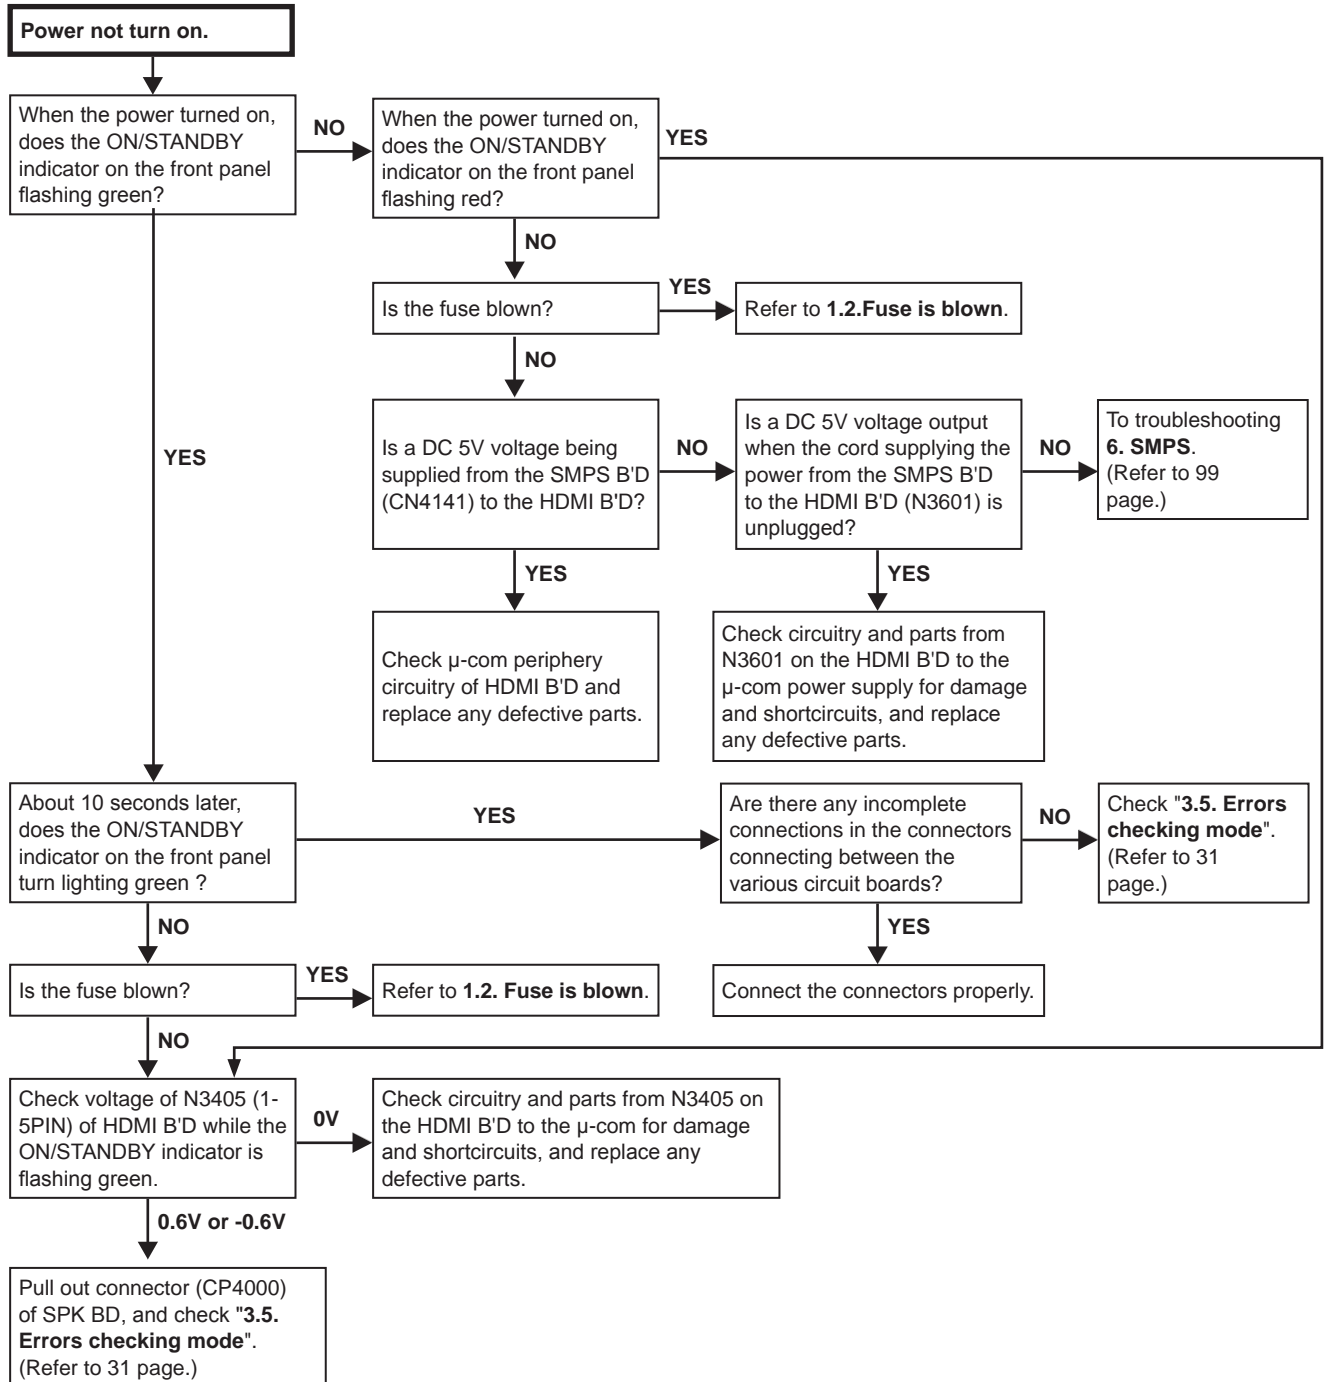 Power not turn on.
When the power turned on,
does the ON/STANDBY
indicator on the front panel
flashing green?
NO
When the power turned on,
does the ON/STANDBY
indicator on the front panel
flashing red?
YES
NO
Is the fuse blown?
YES
Refer to 1.2.Fuse is blown.
NO
YES
Is a DC 5V voltage being
supplied from the SMPS B'D
(CN4141) to the HDMI B'D?
NO
Is a DC 5V voltage output
when the cord supplying the
power from the SMPS B'D
to the HDMI B'D (N3601) is
unplugged?
NO
To troubleshooting
6. SMPS.
(Refer to 99
page.)
YES
YES
Check µ-com periphery
circuitry of HDMI B'D and
replace any defective parts.
Check circuitry and parts from
N3601 on the HDMI B'D to the
µ-com power supply for damage
and shortcircuits, and replace
any defective parts.
About 10 seconds later,
does the ON/STANDBY
indicator on the front panel
turn lighting green ?
YES
Are there any incomplete
connections in the connectors
connecting between the
various circuit boards?
NO
Check "3.5. Errors
checking mode".
(Refer to 31
page.)
NO
YES
Is the fuse blown?
YES
Refer to 1.2. Fuse is blown.
Connect the connectors properly.
NO
Check voltage of N3405 (1-
5PIN) of HDMI B'D while the
ON/STANDBY indicator is
flashing green.
0V
Check circuitry and parts from N3405 on
the HDMI B'D to the µ-com for damage
and shortcircuits, and replace any
defective parts.
0.6V or -0.6V
Pull out connector (CP4000)
of SPK BD, and check "3.5.
Errors checking mode".
(Refer to 31 page.)